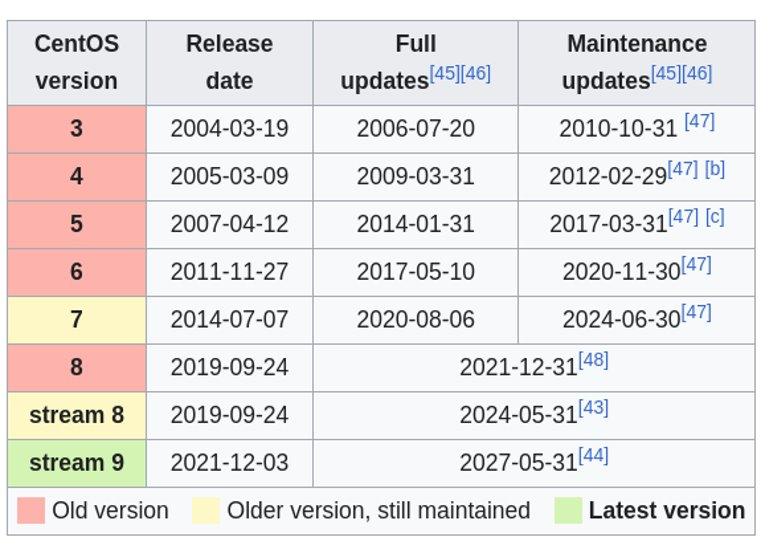 CentOS version Release date Full updates[45][46] Maintenance updates[45][46]
3 2004-03-19 2006-07-20 2010-10-31 [47]
4 2005-03-09 2009-03-31 2012-02-29[47] [b]
5 2007-04-12 2014-01-31 2017-03-31[47] [c]
6 2011-11-27 2017-05-10 2020-11-30[47]
7 2014-07-07 2020-08-06 2024-06-30[47]
8 2019-09-24 2021-12-31[48]
stream 8 2019-09-24 2024-05-31[43]
stream 9 2021-12-03 2027-05-31[44]
Old version Older version, still maintained Latest version